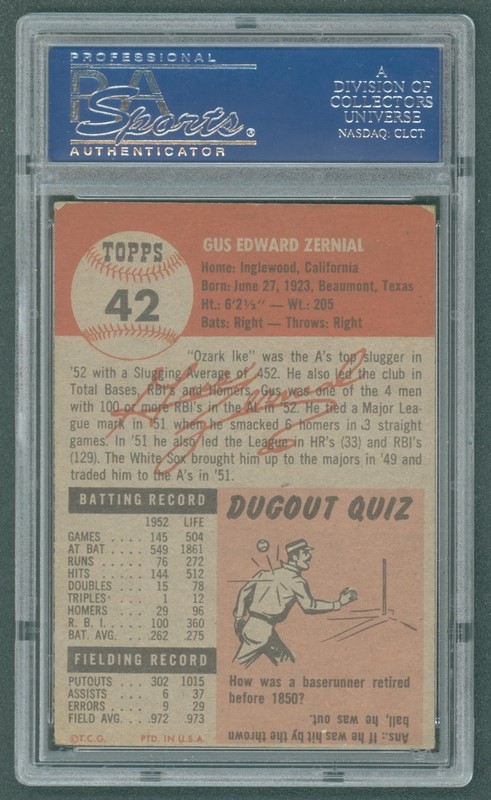 PROFESSIONAL
PSA
Sports®
AUTHENTICATOR
A
DIVISION OF
COLLECTORS
UNIVERSE
NASDAQ: CLCT
TOPPS
42
GUS EDWARD ZERNIAL
Home: Inglewood, California
Born: June 27, 1923, Beaumont, Texas
Ht.: 6'2½" — Wt.: 205
Bats: Right — Throws: Right
"Ozark Ike" was the A's top slugger in
'52 with a Slugging Average of .452. He also led the club in
Total Bases, RBI's and Homers. Gus was one of the 4 men
with 100 or more RBI's in the AL in '52. He tied a Major Lea-
gue mark in '51 when he smacked 6 homers in 3 straight
games. In '51 he also led the League in HR's (33) and RBI's
(129). The White Sox brought him up to the majors in '49 and
traded him to the A's in '51.
Gus Zernial
BATTING RECORD
1952 LIFE
GAMES .... 145 504
AT BAT .... 549 1861
RUNS .... 76 272
HITS .... 144 512
DOUBLES .. 15 78
TRIPLES .... 1 12
HOMERS ... 29 96
R. B. I. .... 100 360
BAT. AVG. .. .262 .275
FIELDING RECORD
PUTOUTS ... 302 1015
ASSISTS .... 6 37
ERRORS .... 9 29
FIELD AVG. . .972 .973
©T.C.G. PTD. IN U.S.A.
DUGOUT QUIZ
How was a baserunner retired
before 1850?
Ans.: If he was hit by the thrown
ball, he was out.